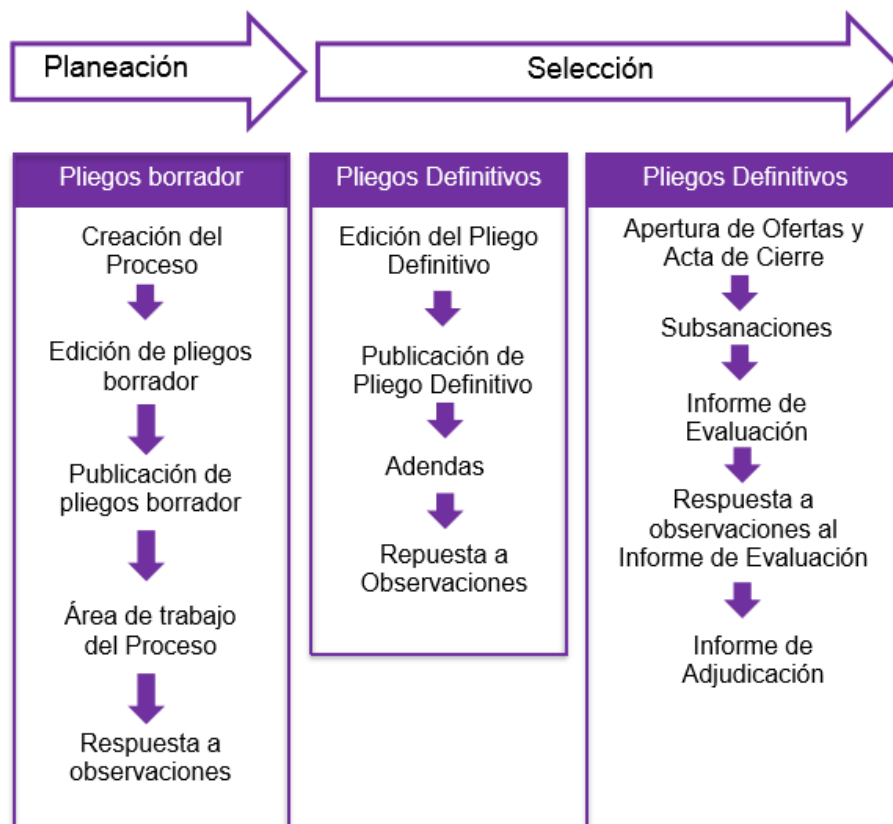 Planeación
Selección
Pliegos borrador
Creación del
Proceso
Edición de pliegos
borrador
Publicación de
pliegos borrador
Área de trabajo
del Proceso
Respuesta a
observaciones
Pliegos Definitivos
Edición del Pliego
Definitivo
Publicación de
Pliego Definitivo
Adendas
Repuesta a
Observaciones
Pliegos Definitivos
Apertura de Ofertas y
Acta de Cierre
Subsanaciones
Informe de
Evaluación
Respuesta a
observaciones al
Informe de Evaluación
Informe de
Adjudicación